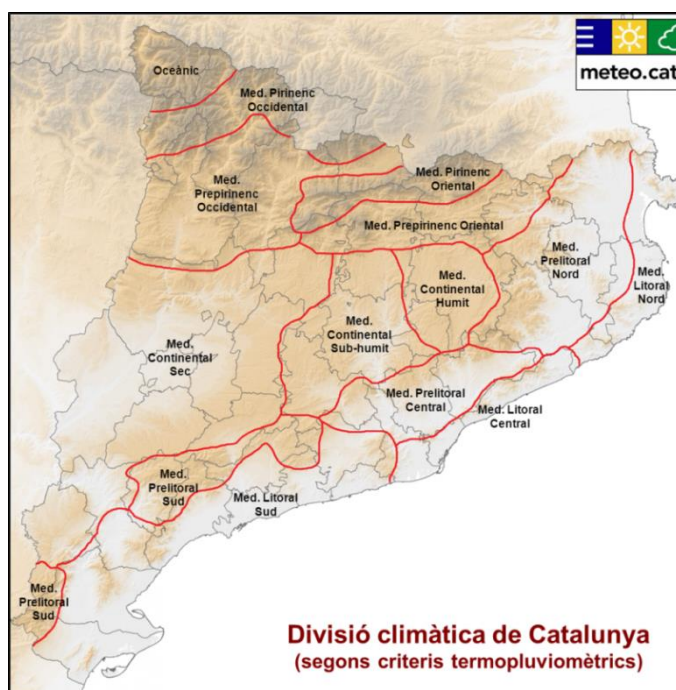 meteo.cat
Oceànic
Med. Pirinenc
Occidental
Med.
Prepirinenc
Occidental
Med. Pirinenc
Oriental
Med. Prepirinenc Oriental
Med.
Prelitoral
Nord
Med.
Litoral
Nord
Med.
Continental
Humit
Med.
Continental
Sub-humit
Med.
Continental
Sec
Med. Prelitoral
Central
Med. Litoral
Central
Med.
Prelitoral
Sud
Med. Litoral
Sud
Med.
Prelitoral
Sud
Divisió climàtica de Catalunya
(segons criteris termopluviomètrics)